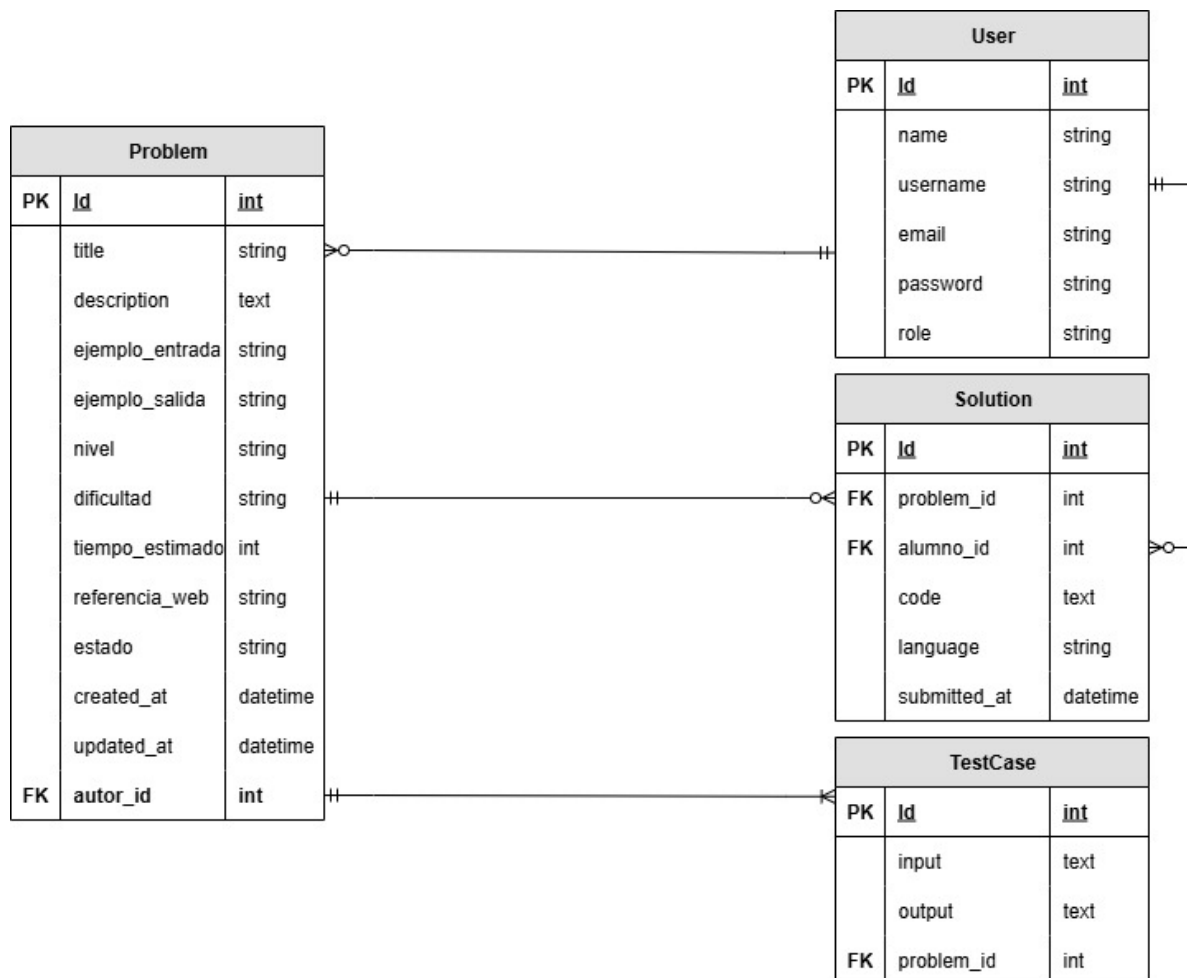 User
PK Id int
name string
username string
email string
password string
role string
Problem
PK Id int
title string
description text
ejemplo_entrada string
ejemplo_salida string
nivel string
dificultad string
tiempo_estimado int
referencia_web string
estado string
created_at datetime
updated_at datetime
FK autor_id int
Solution
PK Id int
FK problem_id int
FK alumno_id int
code text
language string
submitted_at datetime
TestCase
PK Id int
input text
output text
FK problem_id int